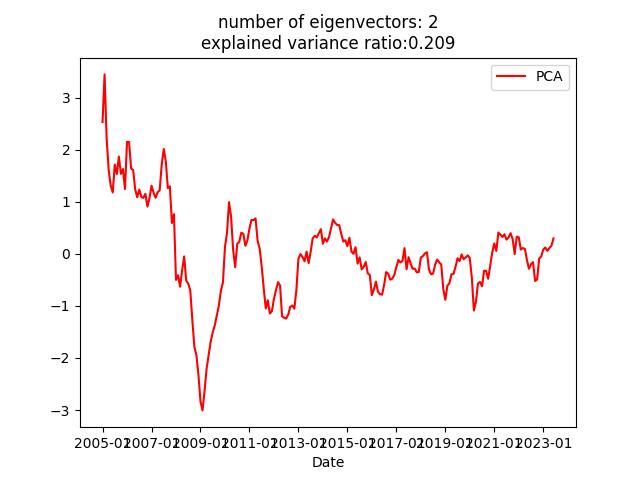 number of eigenvectors: 2
explained variance ratio:0.209
PCA
3
2
1
0
−1
−2
−3
2005-01 2007-01 2009-01 2011-01 2013-01 2015-01 2017-01 2019-01 2021-01 2023-01
Date